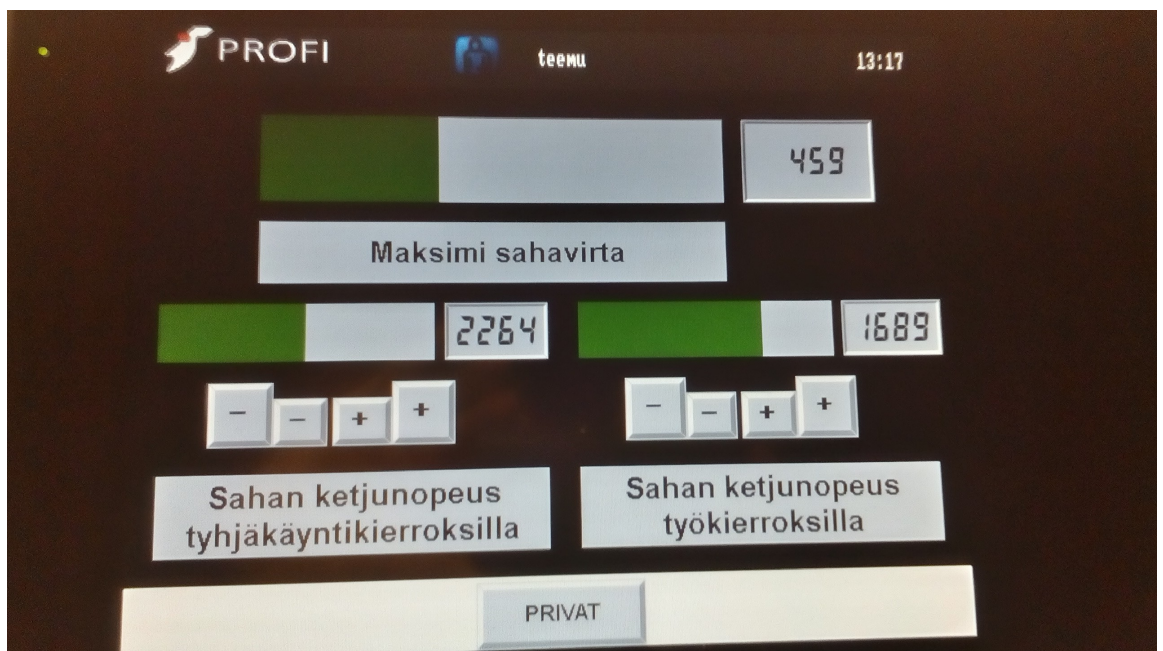 PROFI
teemu
13:17
459
Maksimi sahavirta
2264
1689
- - + +
- - + +
Sahan ketjunopeus
tyhjäkäyntikierroksilla
Sahan ketjunopeus
työkierroksilla
PRIVAT